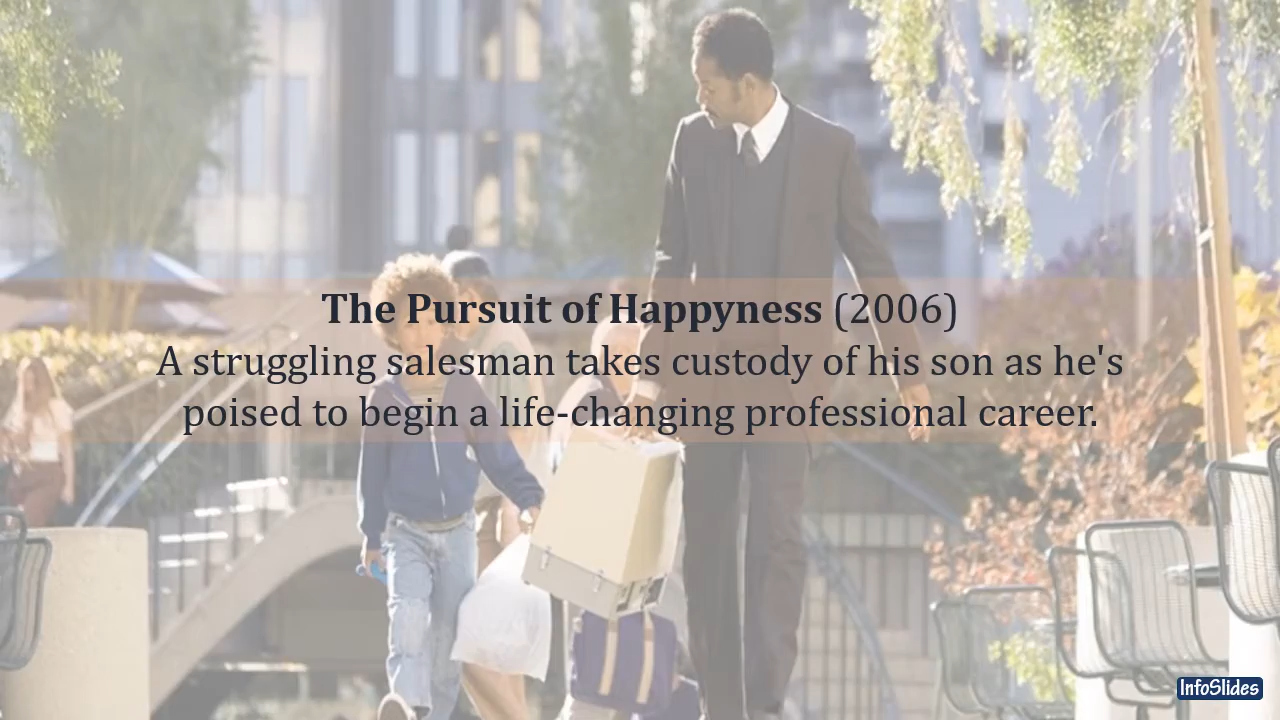 The Pursuit of Happyness (2006)
A struggling salesman takes custody of his son as he's
poised to begin a life-changing professional career.
InfoSlides